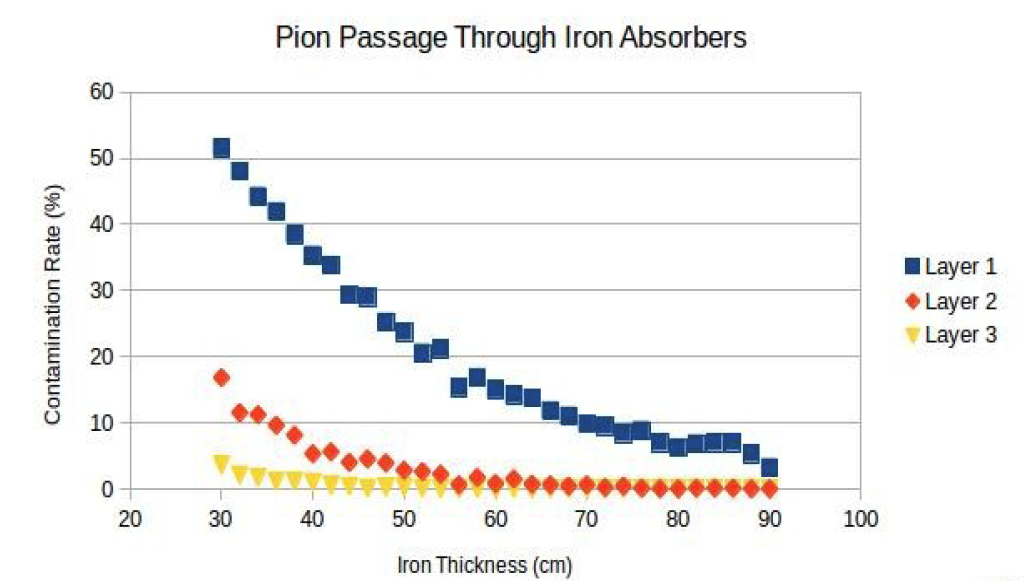 Pion Passage Through Iron Absorbers
60
50
40
30
20
10
0
Contamination Rate (%)
20 30 40 50 60 70 80 90 100
Iron Thickness (cm)
Layer 1
Layer 2
Layer 3